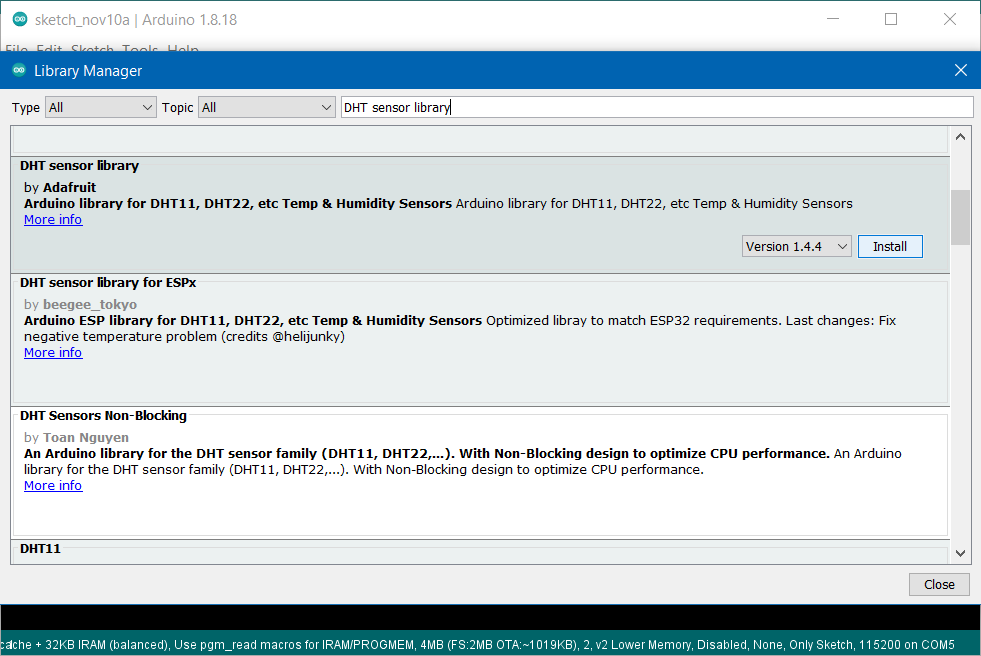 sketch_nov10a | Arduino 1.8.18
File Edit Sketch Tools Help
Library Manager
Type All Topic All DHT sensor library
DHT sensor library
by Adafruit
Arduino library for DHT11, DHT22, etc Temp & Humidity Sensors Arduino library for DHT11, DHT22, etc Temp & Humidity Sensors
More info
Version 1.4.4 Install
DHT sensor library for ESPx
by beegee_tokyo
Arduino ESP library for DHT11, DHT22, etc Temp & Humidity Sensors Optimized libray to match ESP32 requirements. Last changes: Fix
negative temperature problem (credits @helijunky)
More info
DHT Sensors Non-Blocking
by Toan Nguyen
An Arduino library for the DHT sensor family (DHT11, DHT22,...). With Non-Blocking design to optimize CPU performance. An Arduino
library for the DHT sensor family (DHT11, DHT22,...). With Non-Blocking design to optimize CPU performance.
More info
DHT11
Close
+ 32KB IRAM (balanced), Use pgm_read macros for IRAM/PROGMEM, 4MB (FS:2MB OTA:~1019KB), 2, v2 Lower Memory, Disabled, None, Only Sketch, 115200 on COM5